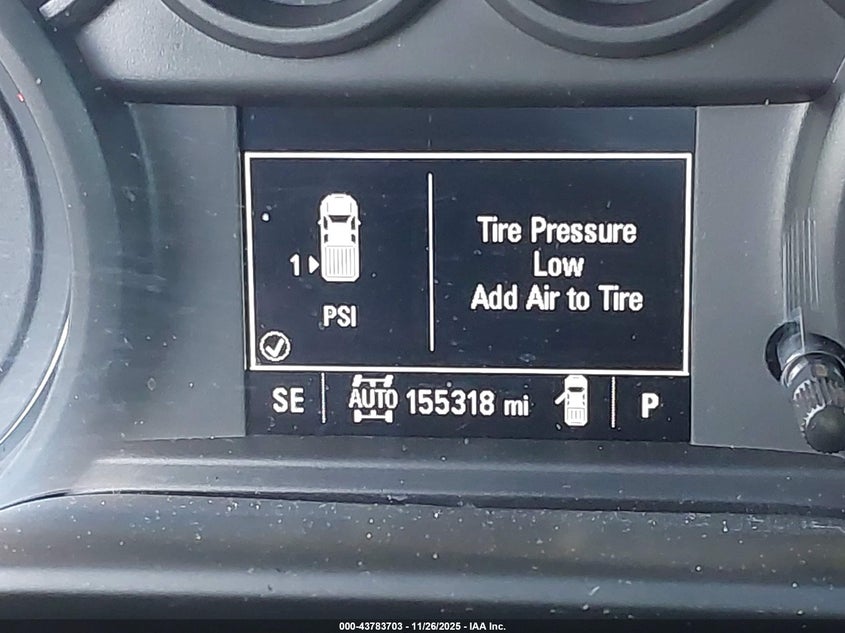 Tire Pressure
Low
Add Air to Tire
1
PSI
SE AUTO 155318 mi P
000-43783703 - 11/26/2025 - IAA Inc.